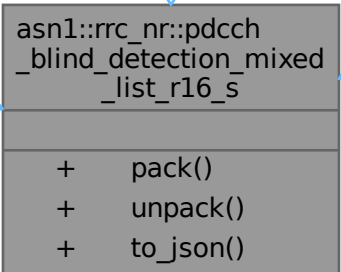 asn1::rrc_nr::pdcch
_blind_detection_mixed
_list_r16_s
+ pack()
+ unpack()
+ to_json()